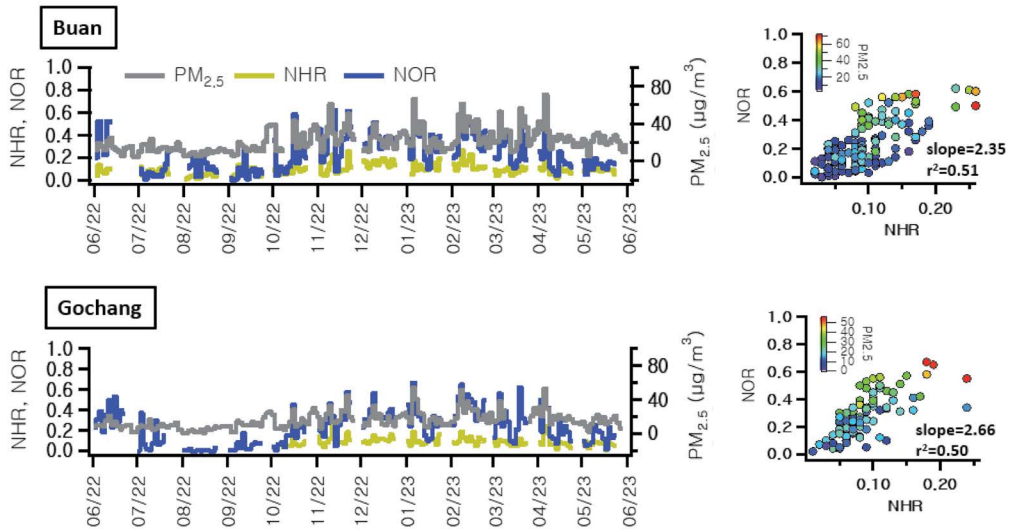 Buan
PM2.5 NHR NOR
NHR, NOR
1.0
0.8
0.6
0.4
0.2
0.0
80
40
0
PM2.5 (μg/m3)
06/22 07/22 08/22 09/22 10/22 11/22 12/22 01/23 02/23 03/23 04/23 05/23 06/23
NOR
1.0
0.8
0.6
0.4
0.2
0.0
60
40
20
PM2.5
slope=2.35
r2=0.51
0.10 0.20
NHR
Gochang
NHR, NOR
1.0
0.8
0.6
0.4
0.2
0.0
80
40
0
PM2.5 (μg/m3)
06/22 07/22 08/22 09/22 10/22 11/22 12/22 01/23 02/23 03/23 04/23 05/23 06/23
NOR
1.0
0.8
0.6
0.4
0.2
0.0
50
40
30
20
10
0
PM2.5
slope=2.66
r2=0.50
0.10 0.20
NHR